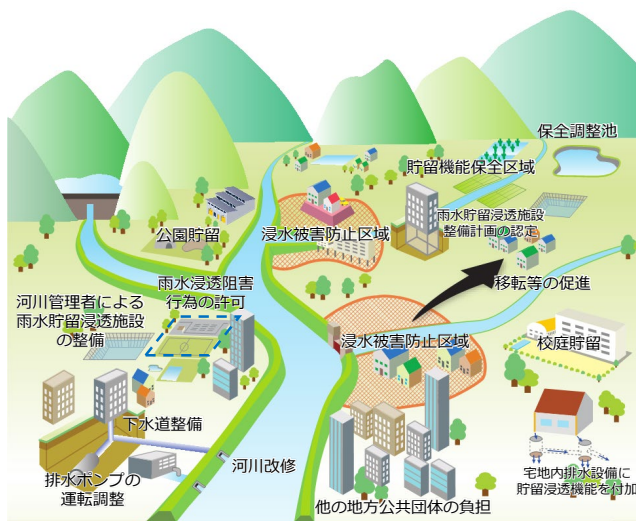 保全調整池
貯留機能保全区域
雨水貯留浸透施設
整備計画の認定
公園貯留
浸水被害防止区域
移転等の促進
雨水浸透阻害
行為の許可
河川管理者による
雨水貯留浸透施設
の整備
浸水被害防止区域
校庭貯留
下水道整備
河川改修
排水ポンプの
運転調整
宅地内排水設備に
貯留浸透機能を付加
他の地方公共団体の負担